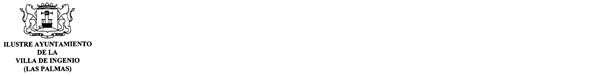 ILUSTRE AYUNTAMIENTO
DE LA
VILLA DE INGENIO
(LAS PALMAS)